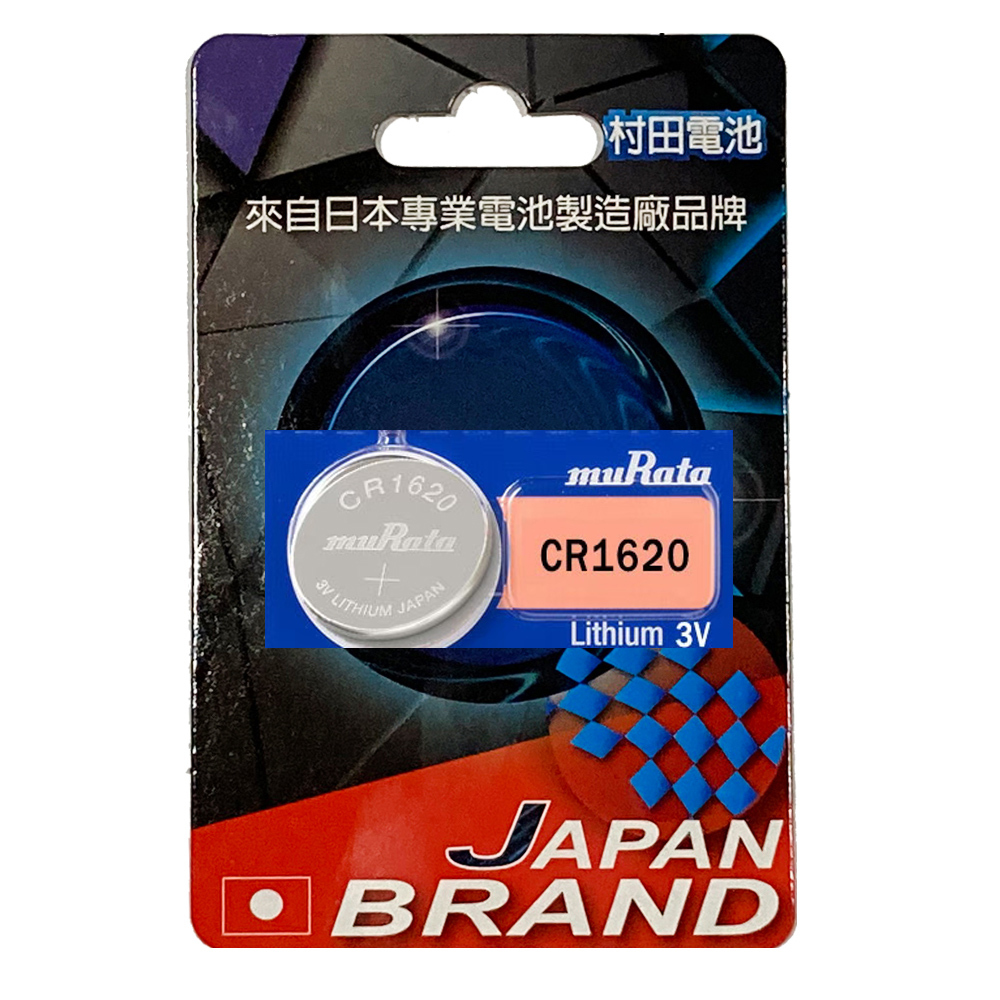 村田電池
來自日本專業電池製造廠品牌
muRata
CR1620
muRata
+
3V LITHIUM JAPAN
CR1620
Lithium 3V
JAPAN
BRAND